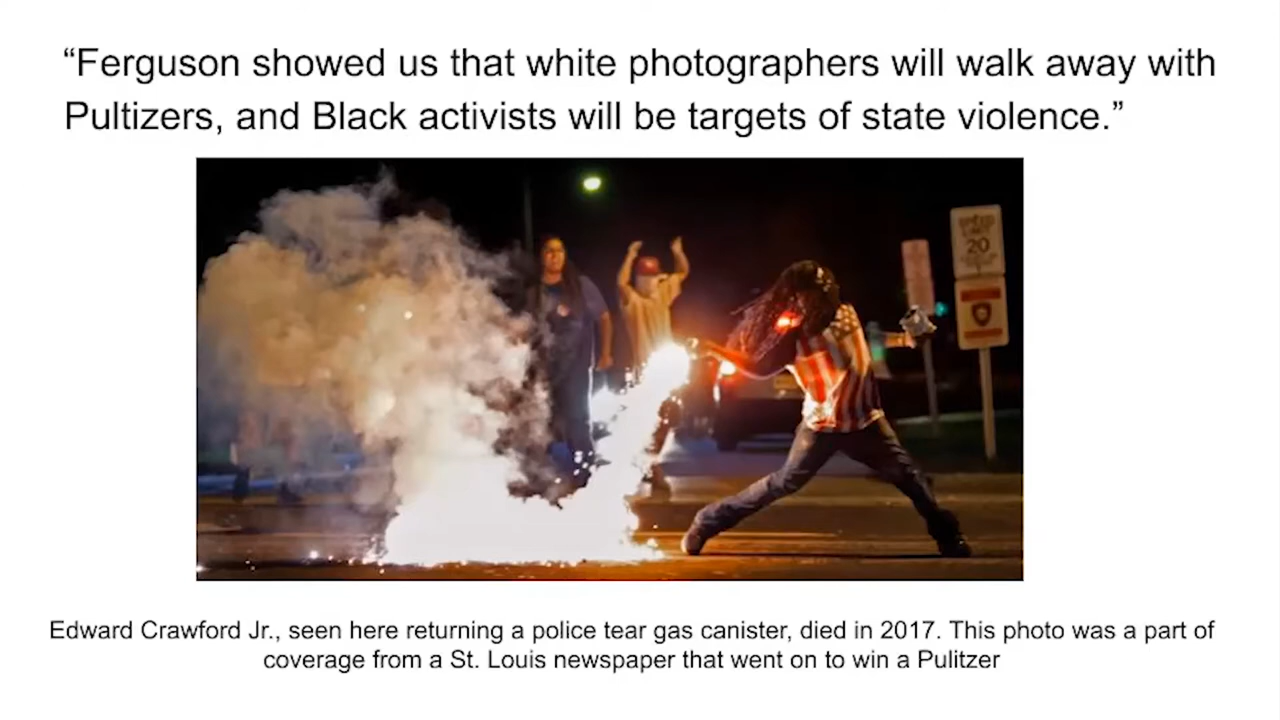 “Ferguson showed us that white photographers will walk away with
Pultizers, and Black activists will be targets of state violence.”
SPEED
LIMIT
20
Edward Crawford Jr., seen here returning a police tear gas canister, died in 2017. This photo was a part of
coverage from a St. Louis newspaper that went on to win a Pulitzer